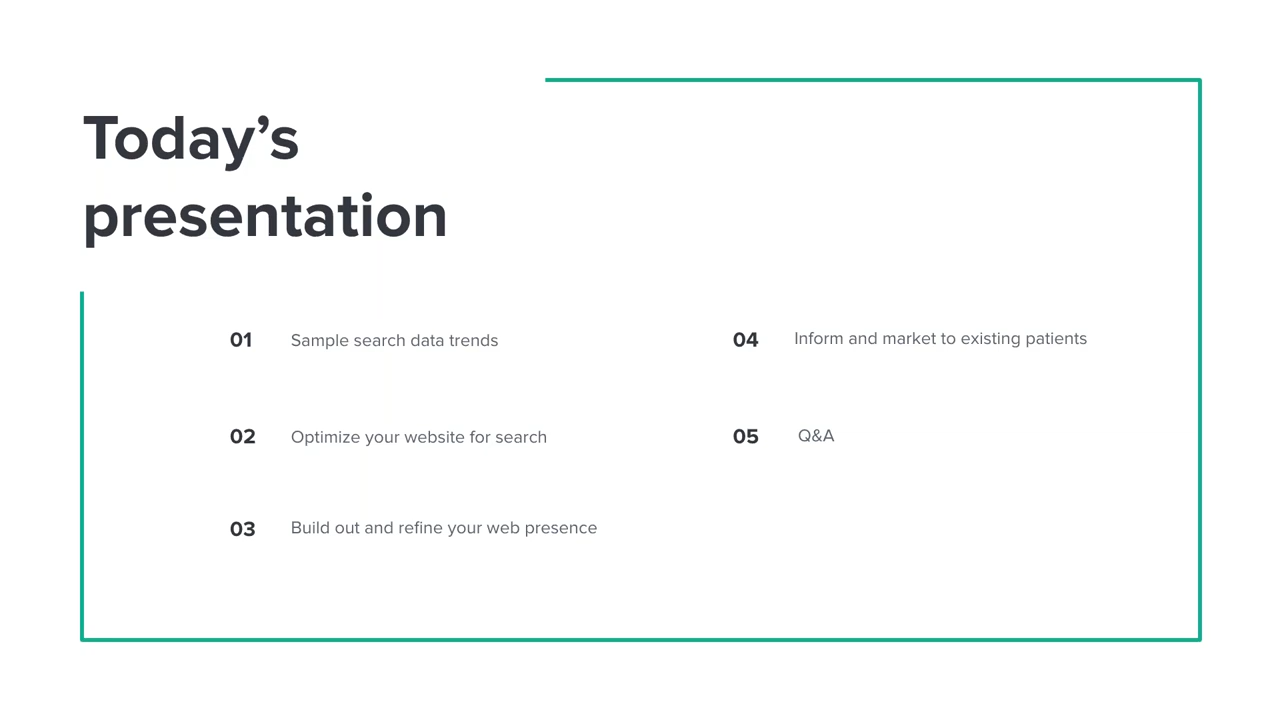 Today’s
presentation
01 Sample search data trends
02 Optimize your website for search
03 Build out and refine your web presence
04 Inform and market to existing patients
05 Q&A